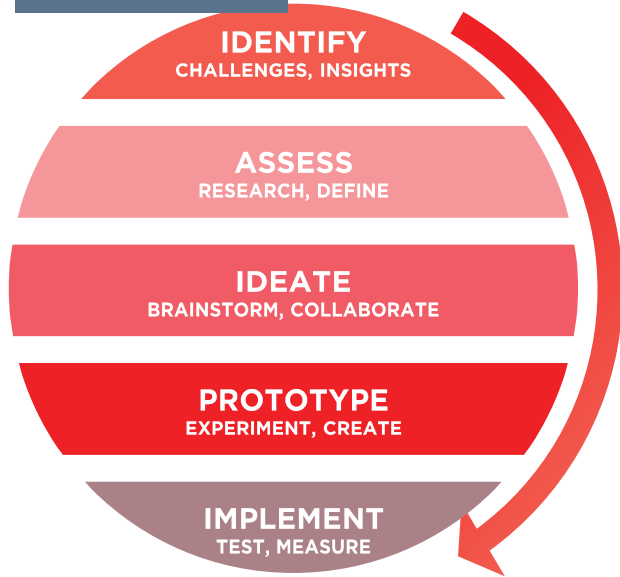 IDENTIFY
CHALLENGES, INSIGHTS
ASSESS
RESEARCH, DEFINE
IDEATE
BRAINSTORM, COLLABORATE
PROTOTYPE
EXPERIMENT, CREATE
IMPLEMENT
TEST, MEASURE